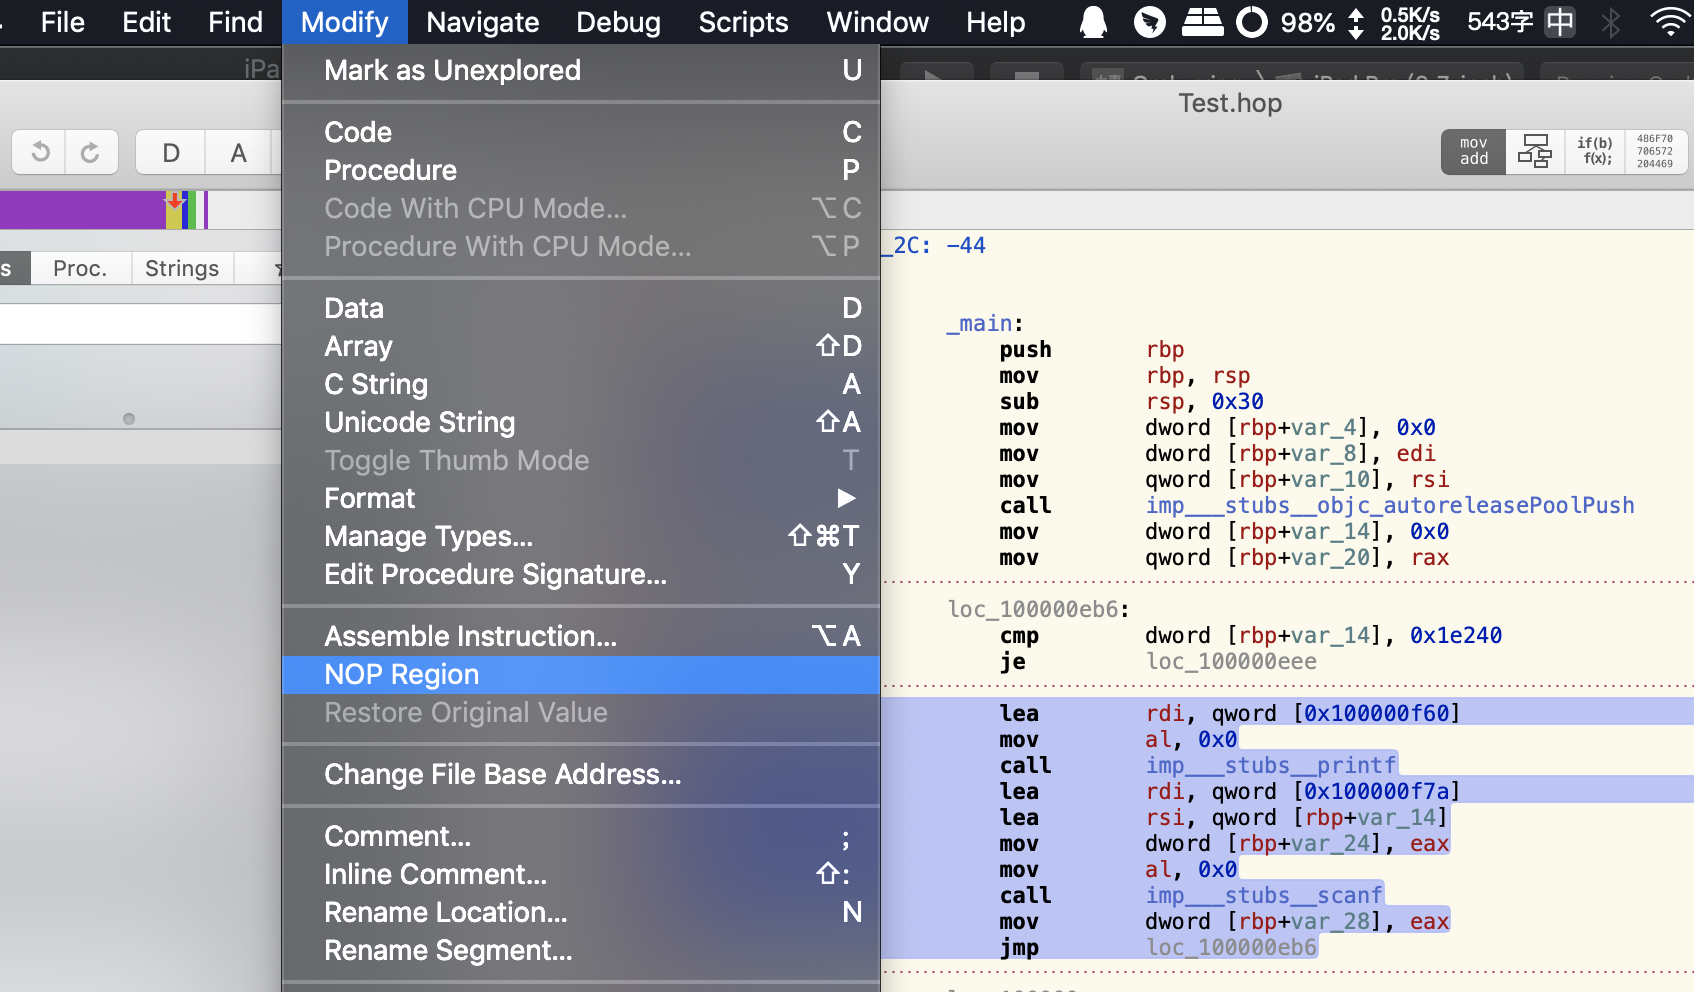 File Edit Find Modify Navigate Debug Scripts Window Help 98% 0.5K/s 2.0K/s 543字 中
iPa
Test.hop
D A
mov add
if(b) f(x);
486F70 706572 204469
s Proc. Strings
Mark as Unexplored U
Code C
Procedure P
Code With CPU Mode... ⌥C
Procedure With CPU Mode... ⌥P
Data D
Array ⇧D
C String A
Unicode String ⇧A
Toggle Thumb Mode T
Format ▶
Manage Types... ⇧⌘T
Edit Procedure Signature... Y
Assemble Instruction... ⌥A
NOP Region
Restore Original Value
Change File Base Address...
Comment... ;
Inline Comment... ⇧:
Rename Location... N
Rename Segment...
_2C: -44
_main:
push rbp
mov rbp, rsp
sub rsp, 0x30
mov dword [rbp+var_4], 0x0
mov dword [rbp+var_8], edi
mov qword [rbp+var_10], rsi
call imp___stubs__objc_autoreleasePoolPush
mov dword [rbp+var_14], 0x0
mov qword [rbp+var_20], rax
loc_100000eb6:
cmp dword [rbp+var_14], 0x1e240
je loc_100000eee
lea rdi, qword [0x100000f60]
mov al, 0x0
call imp___stubs__printf
lea rdi, qword [0x100000f7a]
lea rsi, qword [rbp+var_14]
mov dword [rbp+var_24], eax
mov al, 0x0
call imp___stubs__scanf
mov dword [rbp+var_28], eax
jmp loc_100000eb6